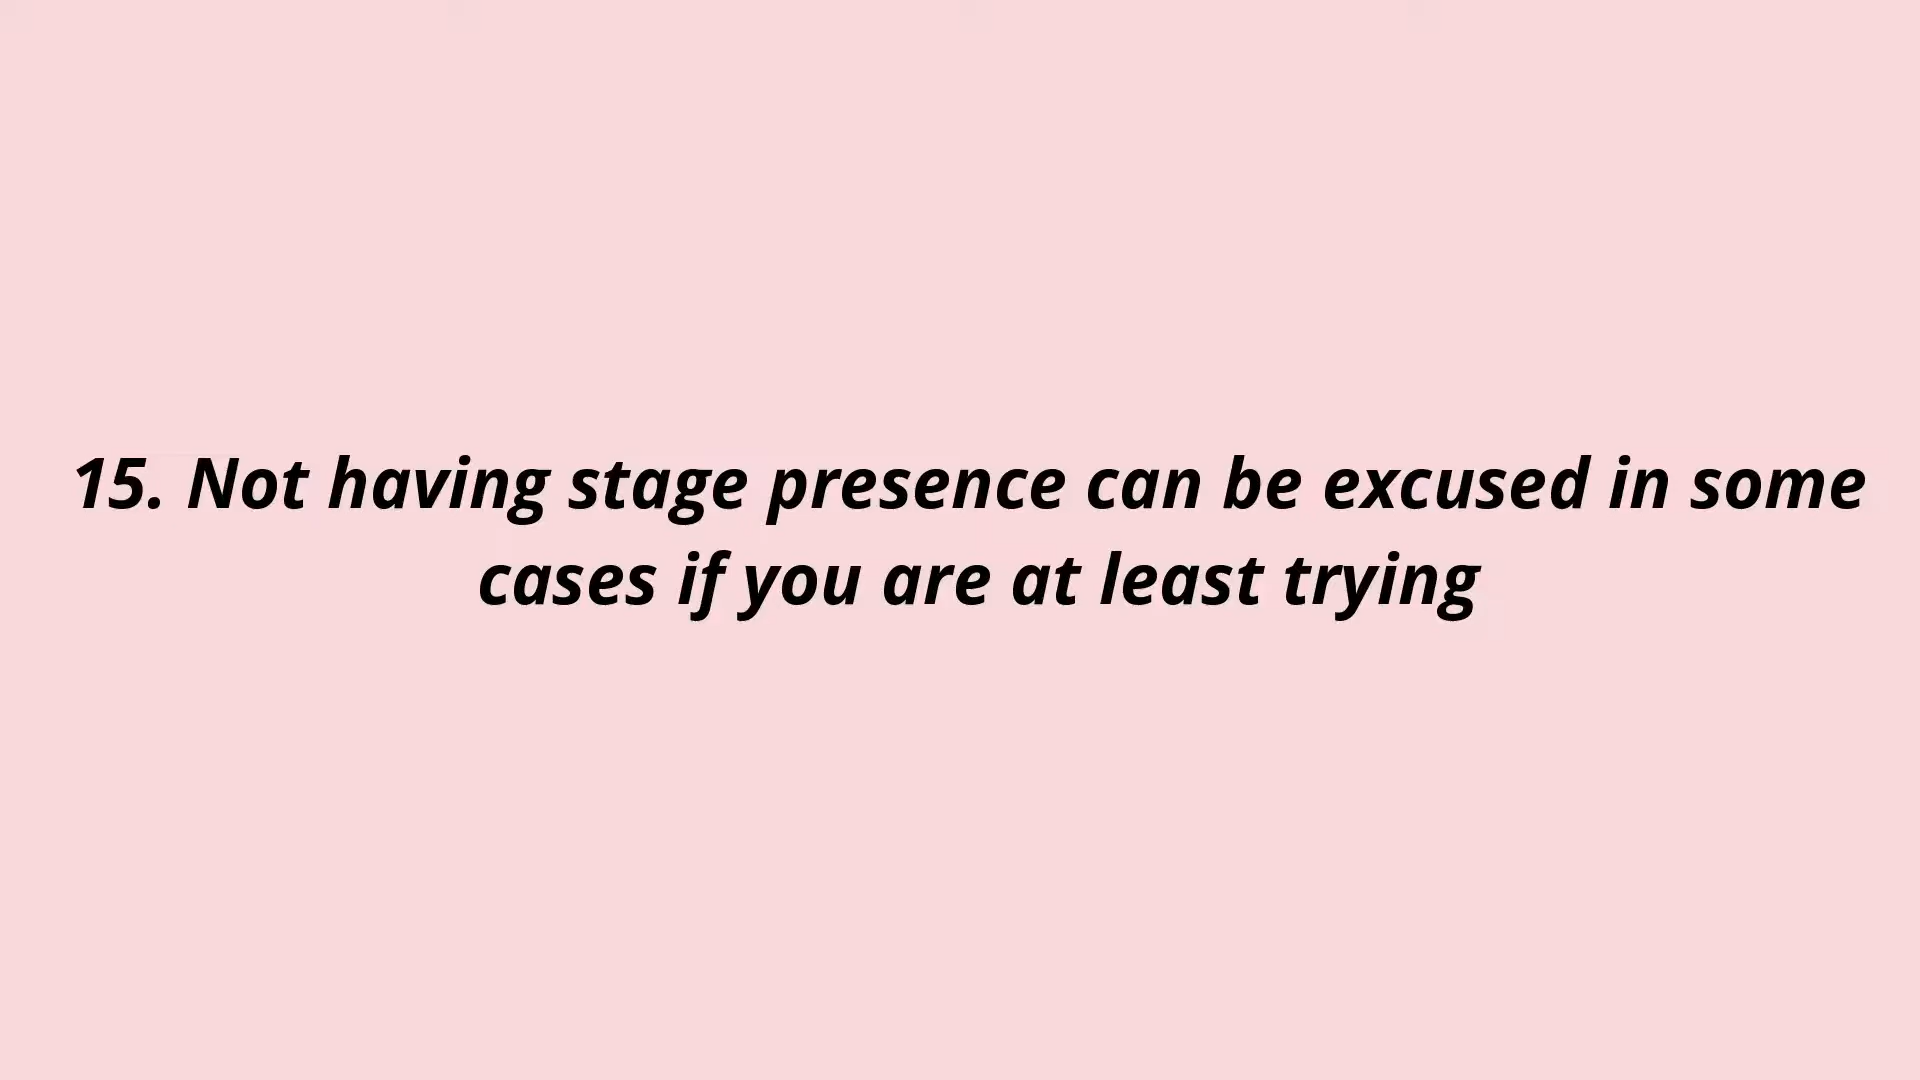 15. Not having stage presence can be excused in some
cases if you are at least trying